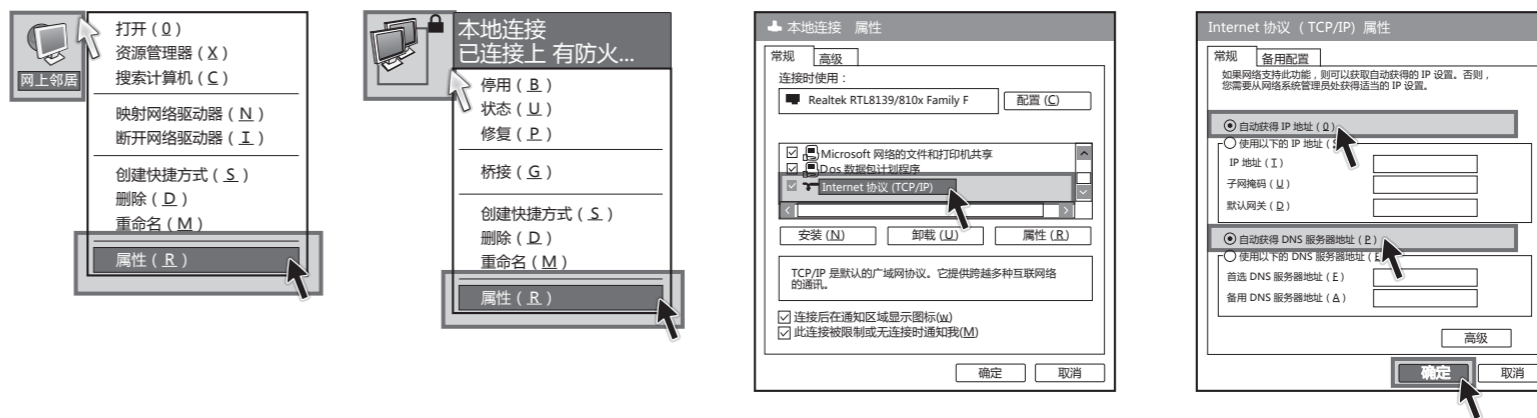 网上邻居
打开 ( 0 )
资源管理器 ( X )
搜索计算机 ( C )
映射网络驱动器 ( N )
断开网络驱动器 ( I )
创建快捷方式 ( S )
删除 ( D )
重命名 ( M )
属性 ( R )
本地连接
已连接上 有防火...
停用 ( B )
状态 ( U )
修复 ( P )
桥接 ( G )
创建快捷方式 ( S )
删除 ( D )
重命名 ( M )
属性 ( R )
本地连接 属性
常规 高级
连接时使用：
Realtek RTL8139/810x Family F 配置 (C)
Microsoft 网络的文件和打印机共享
Dos 数据包计划程序
Internet 协议 (TCP/IP)
安装 (N) 卸载 (U) 属性 (R)
TCP/IP 是默认的广域网协议。它提供跨越多种互联网络
的通讯。
连接后在通知区域显示图标(w)
此连接被限制或无连接时通知我(M)
确定 取消
Internet 协议 （ TCP/IP) 属性
常规 备用配置
如果网络支持此功能，则可以获取自动获得的 IP 设置。否则，
您需要从网络系统管理员处获得适当的 IP 设置。
自动获得 IP 地址 ( 0 )
使用以下的 IP 地址 (
IP 地址 ( I )
子网掩码 ( U )
默认网关 ( D )
自动获得 DNS 服务器地址 ( P )
使用以下的 DNS 服务器地址 (
首选 DNS 服务器地址 ( E )
备用 DNS 服务器地址 ( A )
高级
确定 取消